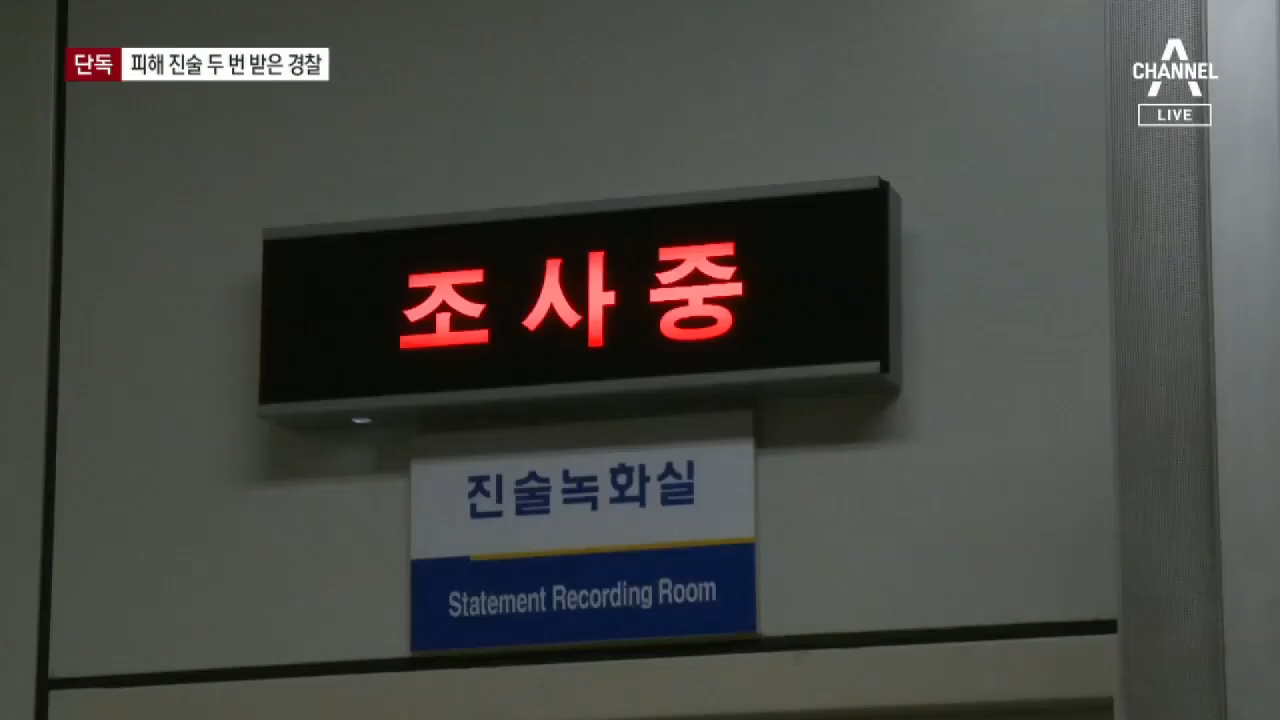 단독 피해 진술 두 번 받은 경찰
CHANNEL A
LIVE
조사중
진술녹화실
Statement Recording Room